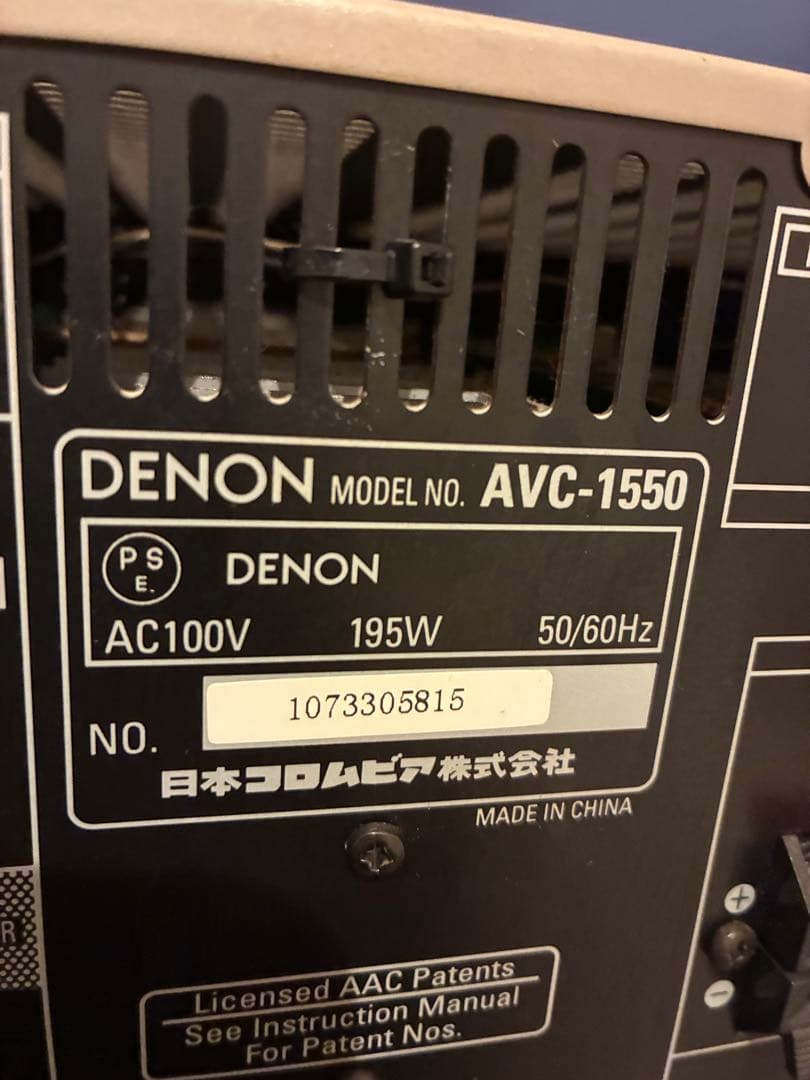 DENON MODEL NO. AVC-1550
PS
E.
DENON
AC100V 195W 50/60Hz
NO. 1073305815
日本コロムビア株式会社
MADE IN CHINA
R
+
−
Licensed AAC Patents
See Instruction Manual
For Patent Nos.